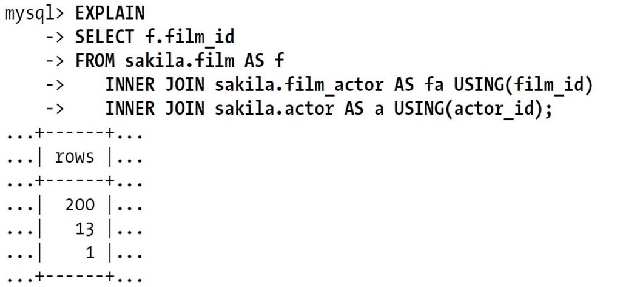 mysql> EXPLAIN
    -> SELECT f.film_id
    -> FROM sakila.film AS f
    ->    INNER JOIN sakila.film_actor AS fa USING(film_id)
    ->    INNER JOIN sakila.actor AS a USING(actor_id);
...+------+...
...| rows |...
...+------+...
...|  200 |...
...|   13 |...
...|    1 |...
...+------+...